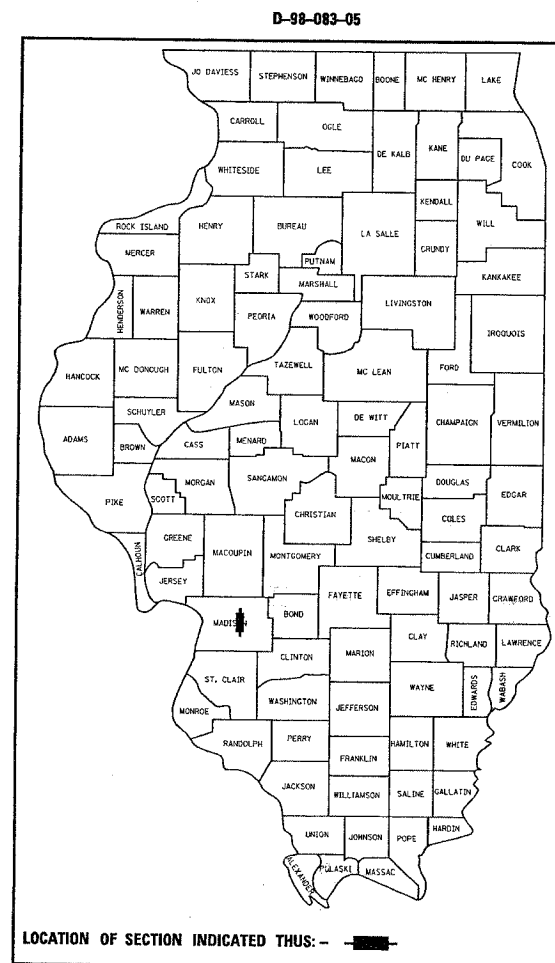 D-98-083-05
JO DAVIESS STEPHENSON WINNEBAGO BOONE MC HENRY LAKE
CARROLL OGLE DE KALB KANE DU PAGE COOK
WHITESIDE LEE
KENDALL
ROCK ISLAND HENRY BUREAU LA SALLE WILL
MERCER PUTNAM GRUNDY
STARK MARSHALL KANKAKEE
HENDERSON WARREN KNOX PEORIA WOODFORD LIVINGSTON IROQUOIS
HANCOCK MC DONOUGH FULTON TAZEWELL MC LEAN FORD
SCHUYLER MASON LOGAN DE WITT CHAMPAIGN VERMILION
ADAMS BROWN CASS MENARD MACON PIATT
PIKE SCOTT MORGAN SANGAMON MOULTRIE DOUGLAS EDGAR
CHRISTIAN COLES
CALHOUN GREENE MACOUPIN MONTGOMERY SHELBY CUMBERLAND CLARK
JERSEY FAYETTE EFFINGHAM JASPER CRAWFORD
MADISON BOND
CLAY RICHLAND LAWRENCE
CLINTON MARION
ST. CLAIR WAYNE EDWARDS WABASH
MONROE WASHINGTON JEFFERSON
RANDOLPH PERRY HAMILTON WHITE
FRANKLIN
JACKSON WILLIAMSON SALINE GALLATIN
UNION JOHNSON POPE HARDIN
ALEXANDER PULASKI MASSAC
LOCATION OF SECTION INDICATED THUS: -